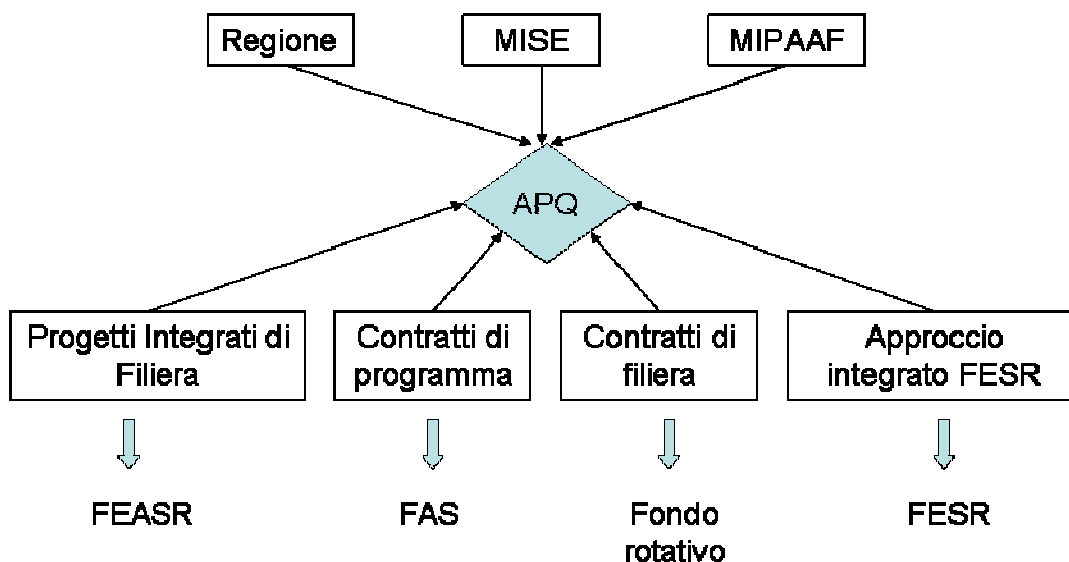 Regione
MISE
MIPAAF
APQ
Progetti Integrati di
Filiera
Contratti di
programma
Contratti di
filiera
Approccio
integrato FESR
FEASR
FAS
Fondo
rotativo
FESR